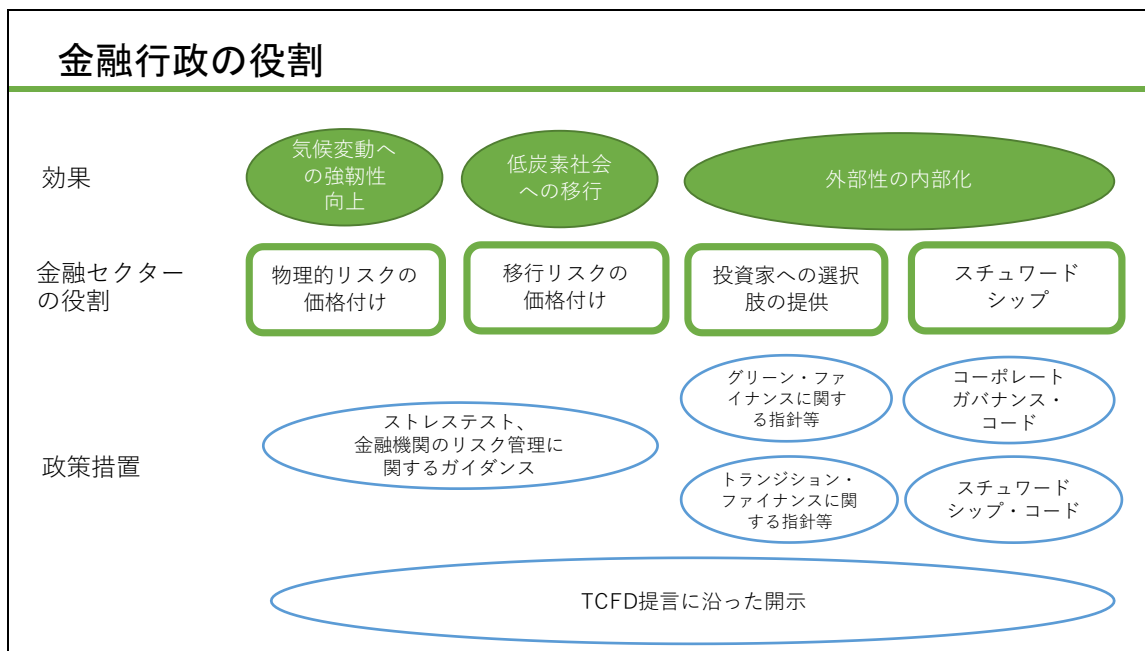 金融行政の役割
効果
気候変動へ
の強靭性
向上
低炭素社会
への移行
外部性の内部化
金融セクター
の役割
物理的リスクの
価格付け
移行リスクの
価格付け
投資家への選択
肢の提供
スチュワード
シップ
政策措置
ストレステスト、
金融機関のリスク管理に
関するガイダンス
グリーン・ファ
イナンスに関す
る指針等
コーポレート
ガバナンス・
コード
トランジション・
ファイナンスに関
する指針等
スチュワード
シップ・コード
TCFD提言に沿った開示